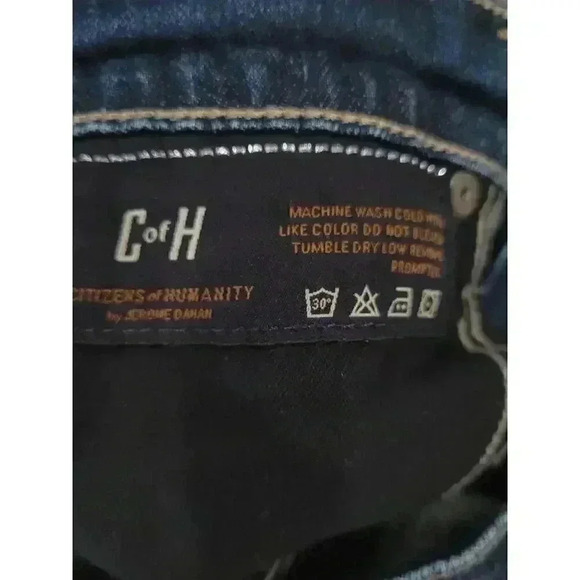 CofH
CITIZENS of HUMANITY
by JEROME DAHAN
MACHINE WASH COLD WITH
LIKE COLOR DO NOT BLEACH
TUMBLE DRY LOW REMOVE
PROMPTLY
30°